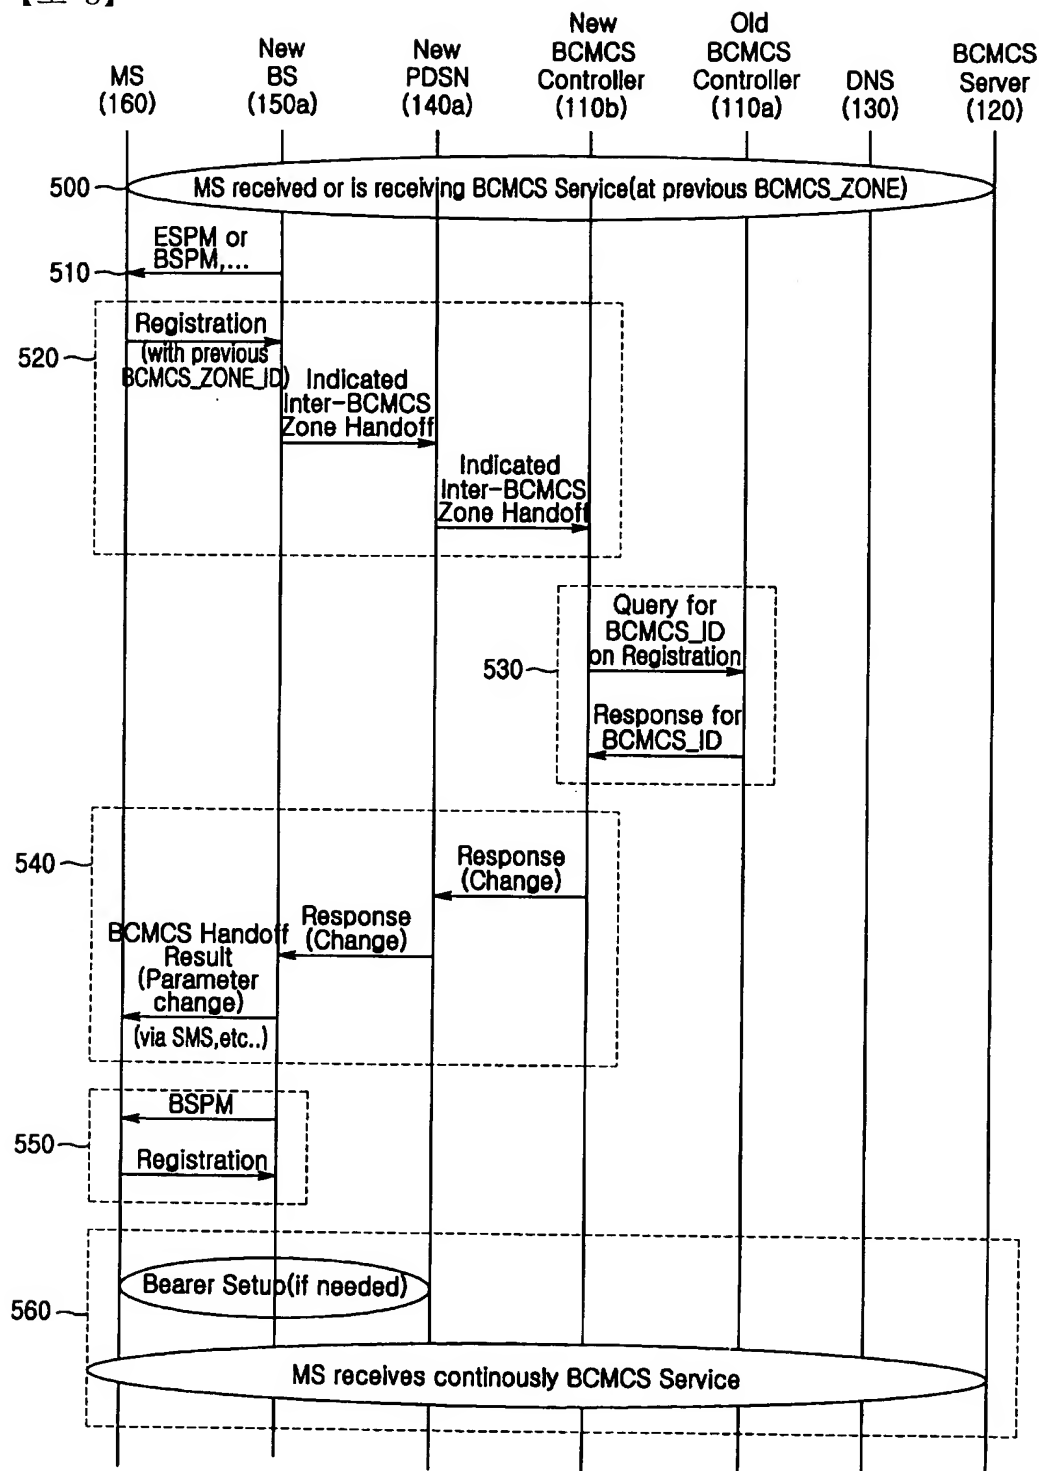 MS
(160)
New
BS
(150a)
New
PDSN
(140a)
New
BCMCS
Controller
(110b)
Old
BCMCS
Controller
(110a)
DNS
(130)
BCMCS
Server
(120)
500
MS received or is receiving BCMCS Service(at previous BCMCS_ZONE)
ESPM or
BSPM,...
510
Registration
(with previous
BCMCS_ZONE_ID)
520
Indicated
Inter-BCMCS
Zone Handoff
Indicated
Inter-BCMCS
Zone Handoff
Query for
BCMCS_ID
on Registration
530
Response for
BCMCS_ID
540
Response
(Change)
Response
(Change)
BCMCS Handoff
Result
(Parameter
change)
(via SMS,etc..)
BSPM
550
Registration
Bearer Setup(if needed)
560
MS receives continously BCMCS Service